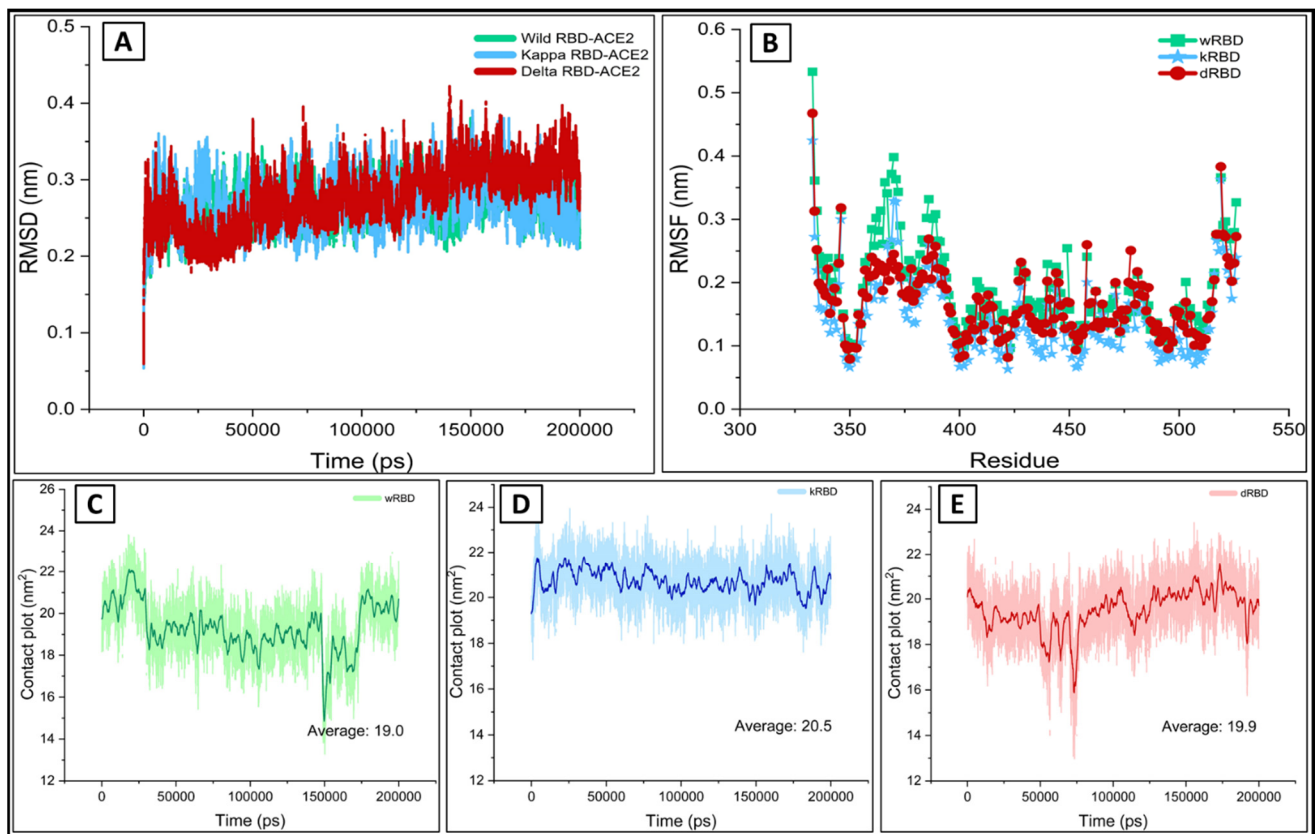 A
0.5
0.4
0.3
0.2
0.1
0.0
RMSD (nm)
Wild RBD-ACE2
Kappa RBD-ACE2
Delta RBD-ACE2
0 50000 100000 150000 200000
Time (ps)
B
0.6
0.5
0.4
0.3
0.2
0.1
0.0
RMSF (nm)
wRBD
kRBD
dRBD
300 350 400 450 500 550
Residue
C
26
24
22
20
18
16
14
12
Contact plot (nm²)
wRBD
Average: 19.0
0 50000 100000 150000 200000
Time (ps)
D
24
22
20
18
16
14
12
Contact plot (nm²)
kRBD
Average: 20.5
0 50000 100000 150000 200000
Time (ps)
E
24
22
20
18
16
14
12
Contact plot (nm²)
dRBD
Average: 19.9
0 50000 100000 150000 200000
Time (ps)